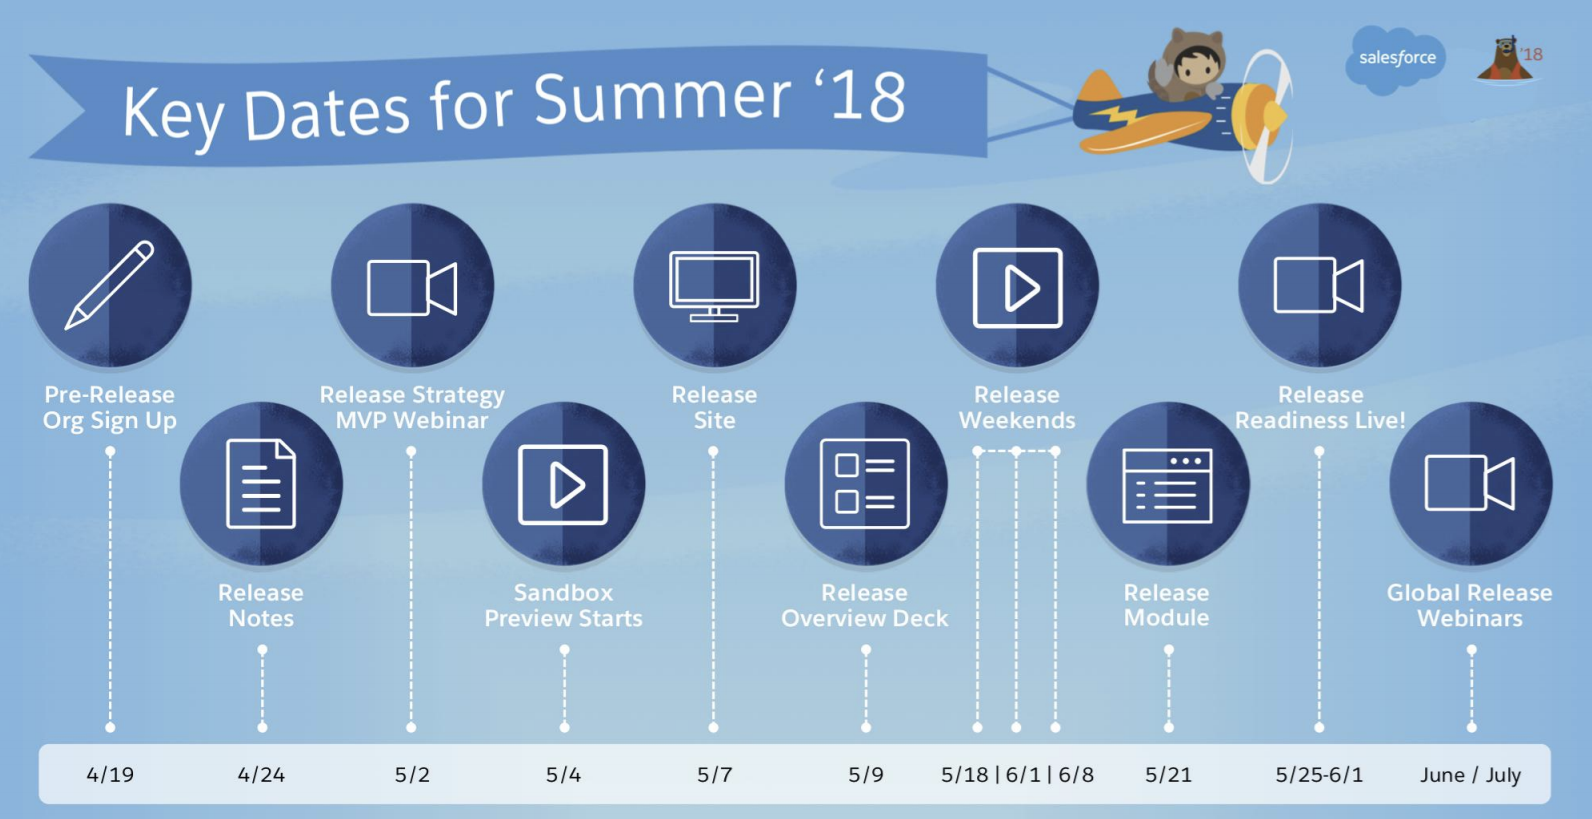 Key Dates for Summer ‘18
salesforce
'18
Pre-Release
Org Sign Up
Release Strategy
MVP Webinar
Release
Site
Release
Weekends
Release
Readiness Live!
Release
Notes
Sandbox
Preview Starts
Release
Overview Deck
Release
Module
Global Release
Webinars
4/19 4/24 5/2 5/4 5/7 5/9 5/18 | 6/1 | 6/8 5/21 5/25-6/1 June / July